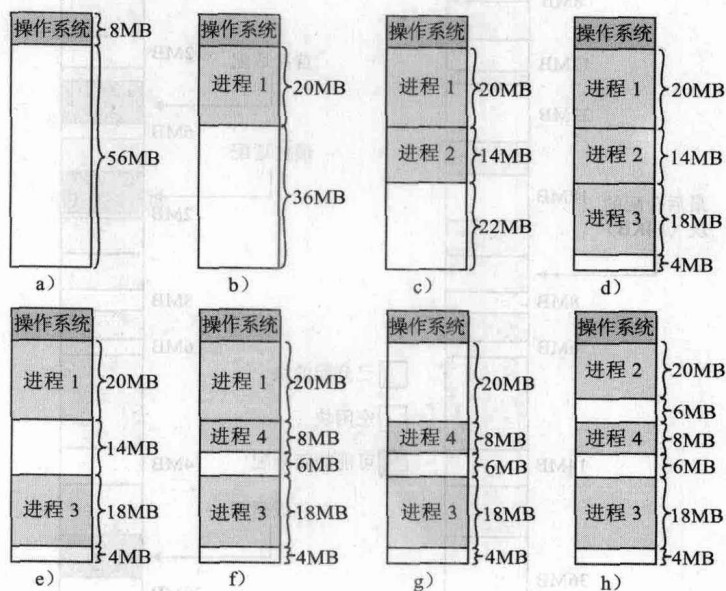 操作系统
8MB
56MB
a）
操作系统
进程 1
20MB
36MB
b）
操作系统
进程 1
20MB
进程 2
14MB
22MB
c）
操作系统
进程 1
20MB
进程 2
14MB
进程 3
18MB
4MB
d）
操作系统
进程 1
20MB
14MB
进程 3
18MB
4MB
e）
操作系统
进程 1
20MB
进程 4
8MB
6MB
进程 3
18MB
4MB
f）
操作系统
20MB
进程 4
8MB
6MB
进程 3
18MB
4MB
g）
操作系统
进程 2
20MB
6MB
进程 4
8MB
6MB
进程 3
18MB
4MB
h）